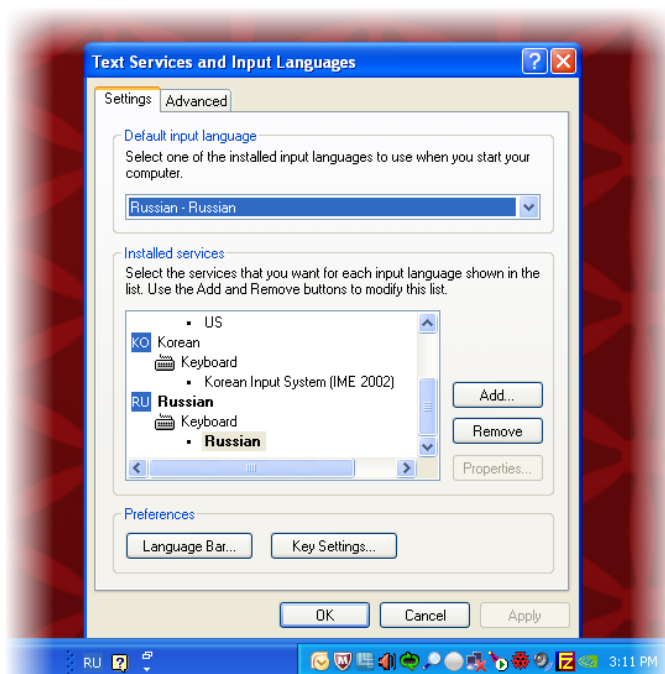 Text Services and Input Languages
Settings
Advanced
Default input language
Select one of the installed input languages to use when you start your
computer.
Russian - Russian
Installed services
Select the services that you want for each input language shown in the
list. Use the Add and Remove buttons to modify this list.
US
KO Korean
Keyboard
Korean Input System (IME 2002)
RU Russian
Keyboard
Russian
Add...
Remove
Properties...
Preferences
Language Bar...
Key Settings...
OK
Cancel
Apply
RU
3:11 PM